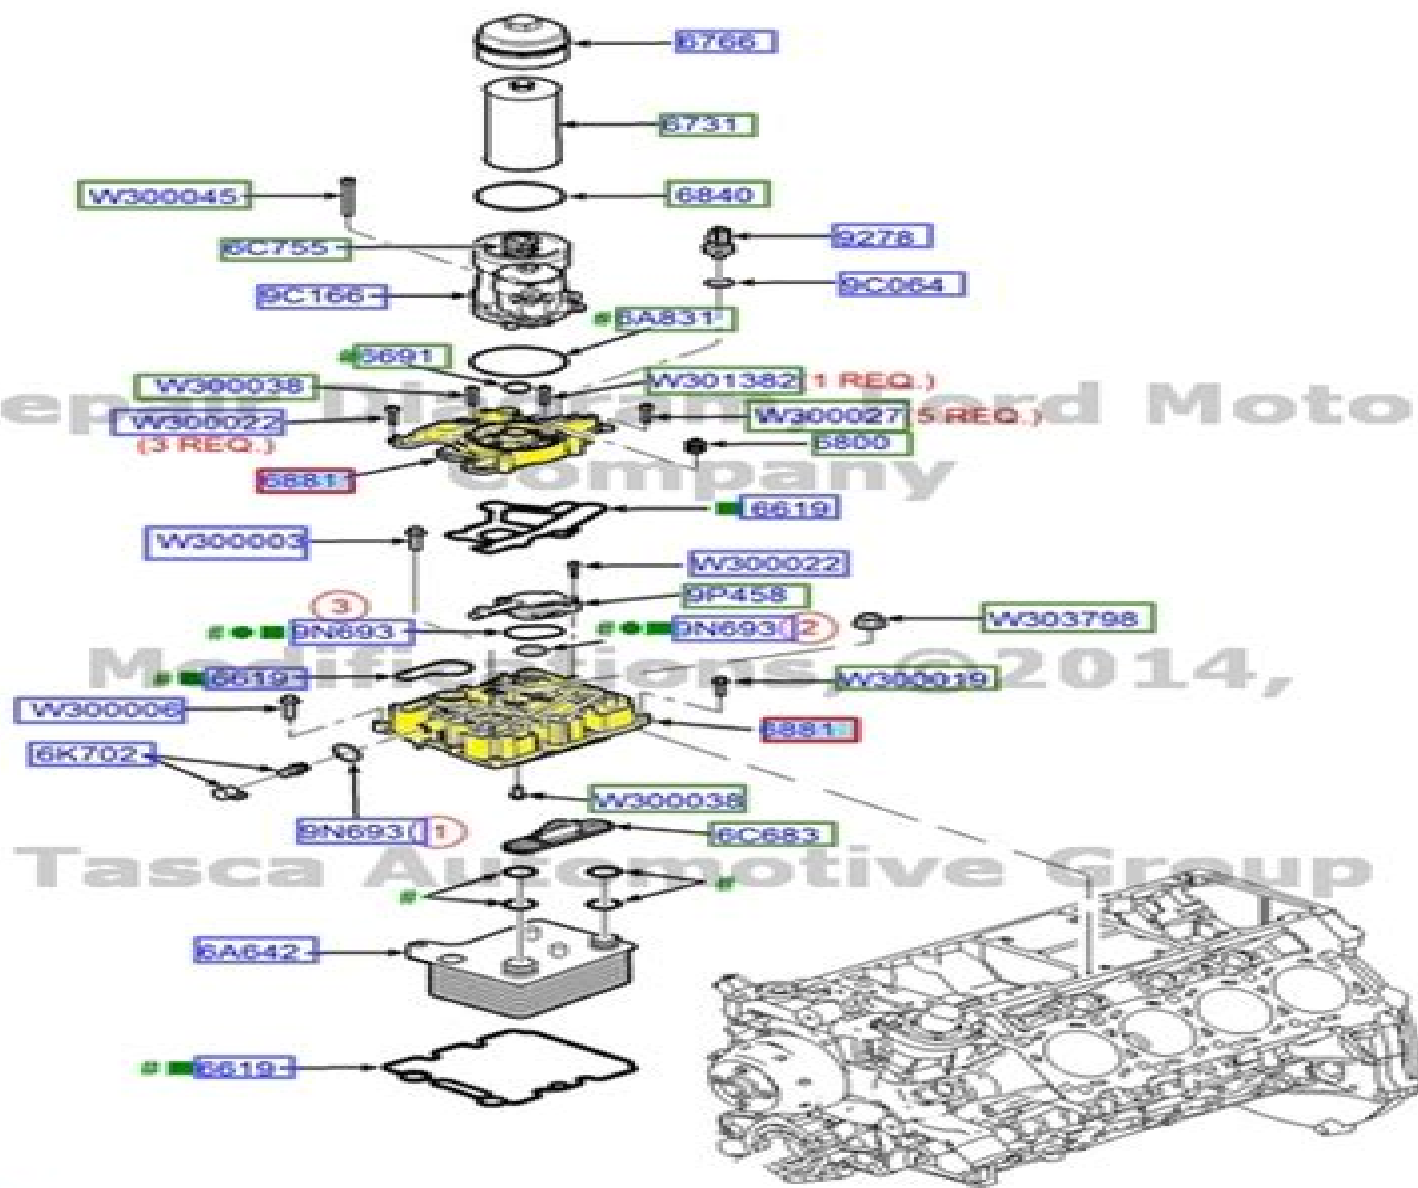 6766
6731
W300045
6840
9278
6C755
9C064
9C166
# 6A831
# 6691
W300038
W301382 (1 REQ.)
W300022 (3 REQ.)
W300027 (5 REQ.)
6881
6619
W300003
W300022
9P458
3
# 9N693
# 9N693( 2
W303798
# 6619
W300019
W300006
6881
6K702
W300038
9N693( 1
6C683
#
#
6A642
# 6619
Diagram, Ford Moto
Company
Modifications, ©2014,
Tasca Automotive Group